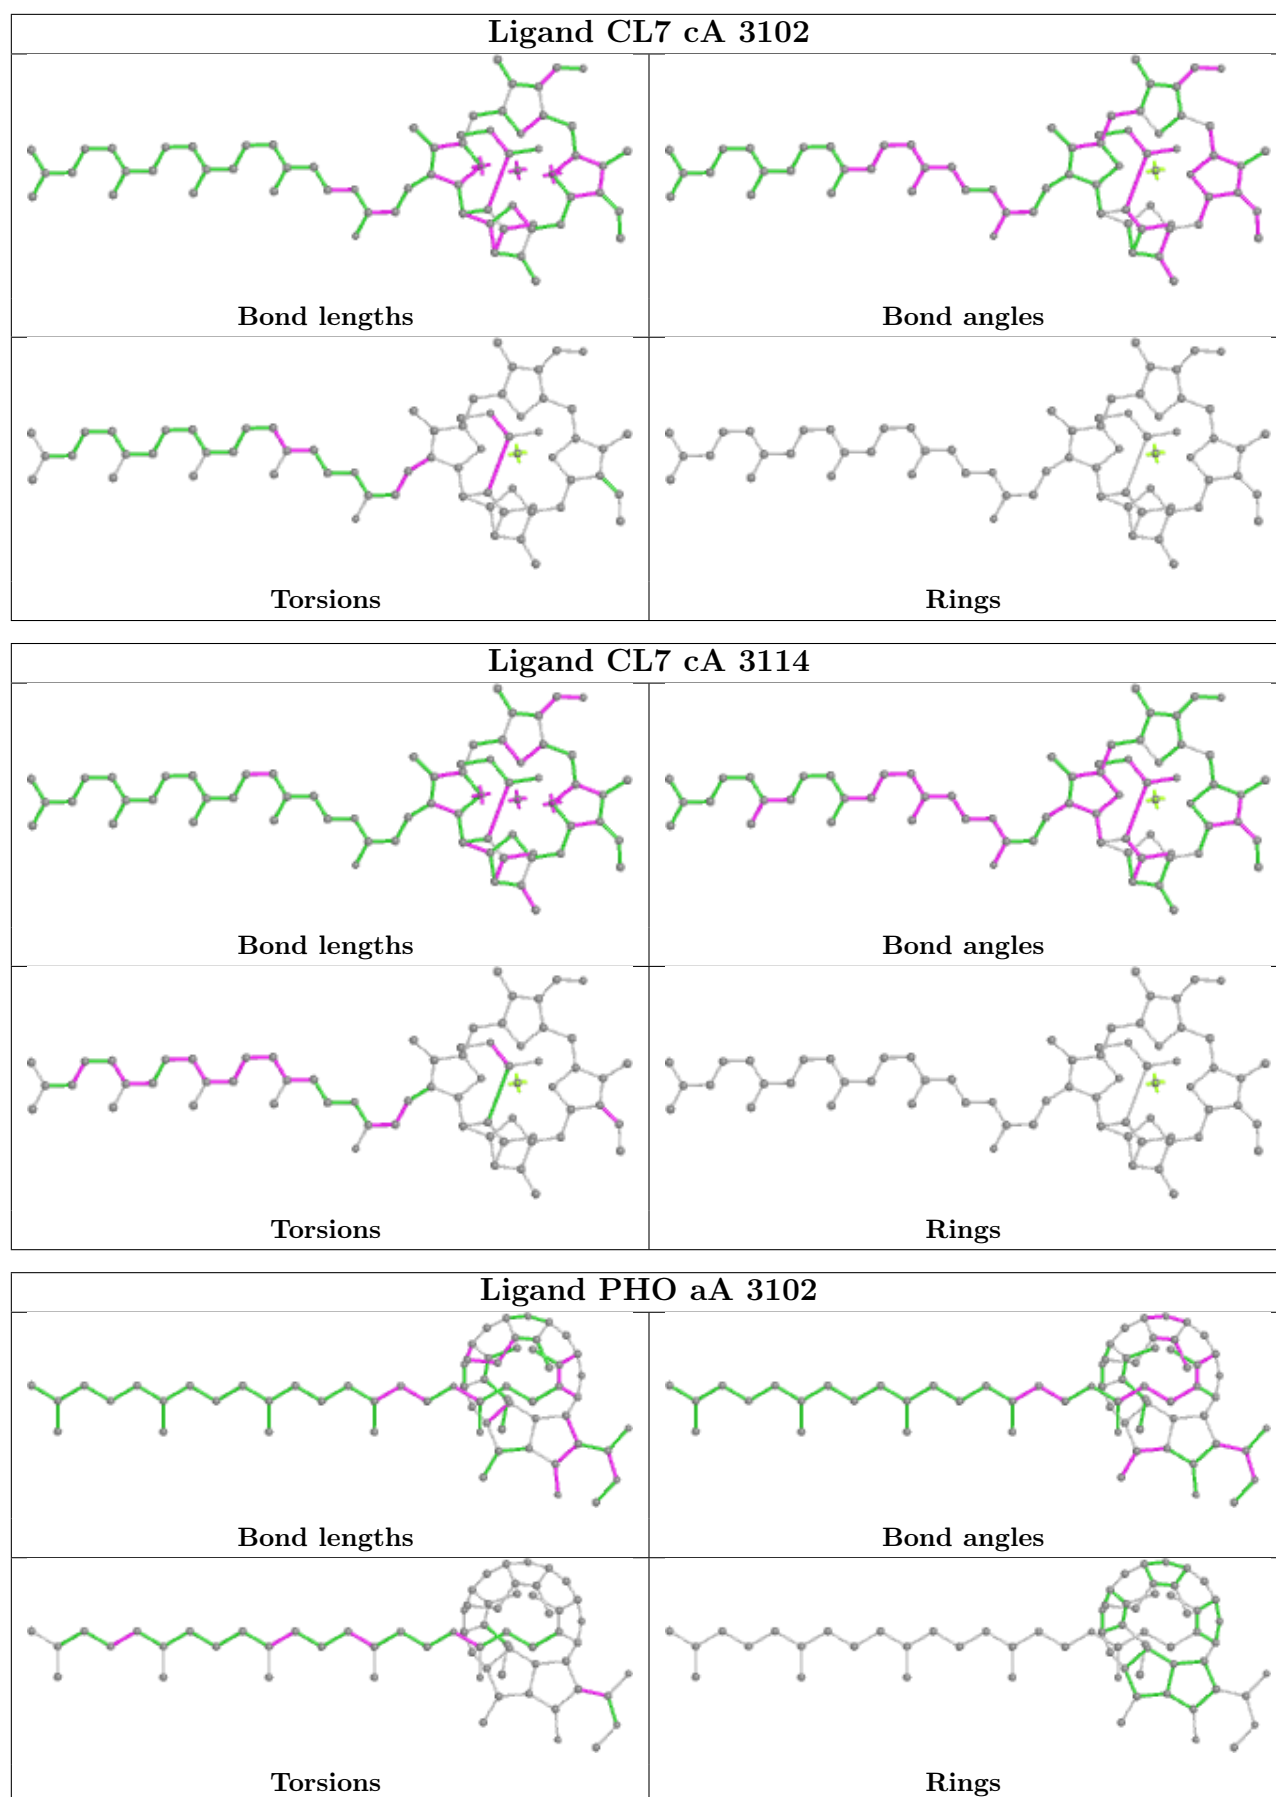 Ligand CL7 cA 3102
Bond lengths
Bond angles
Torsions
Rings
Ligand CL7 cA 3114
Bond lengths
Bond angles
Torsions
Rings
Ligand PHO aA 3102
Bond lengths
Bond angles
Torsions
Rings